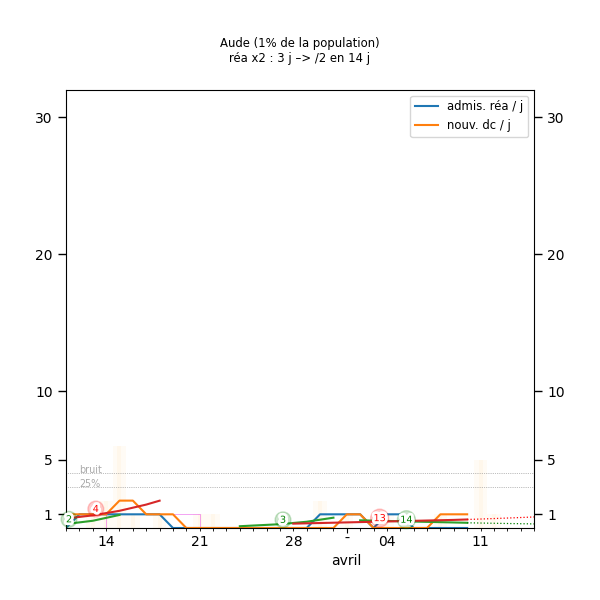 Aude (1% de la population)
réa x2 : 3 j –> /2 en 14 j
admis. réa / j
nouv. dc / j
30 30
20 20
10 10
5 5
bruit
25%
1 1
2 4 3 13 14
14 21 28 - 04 11
avril